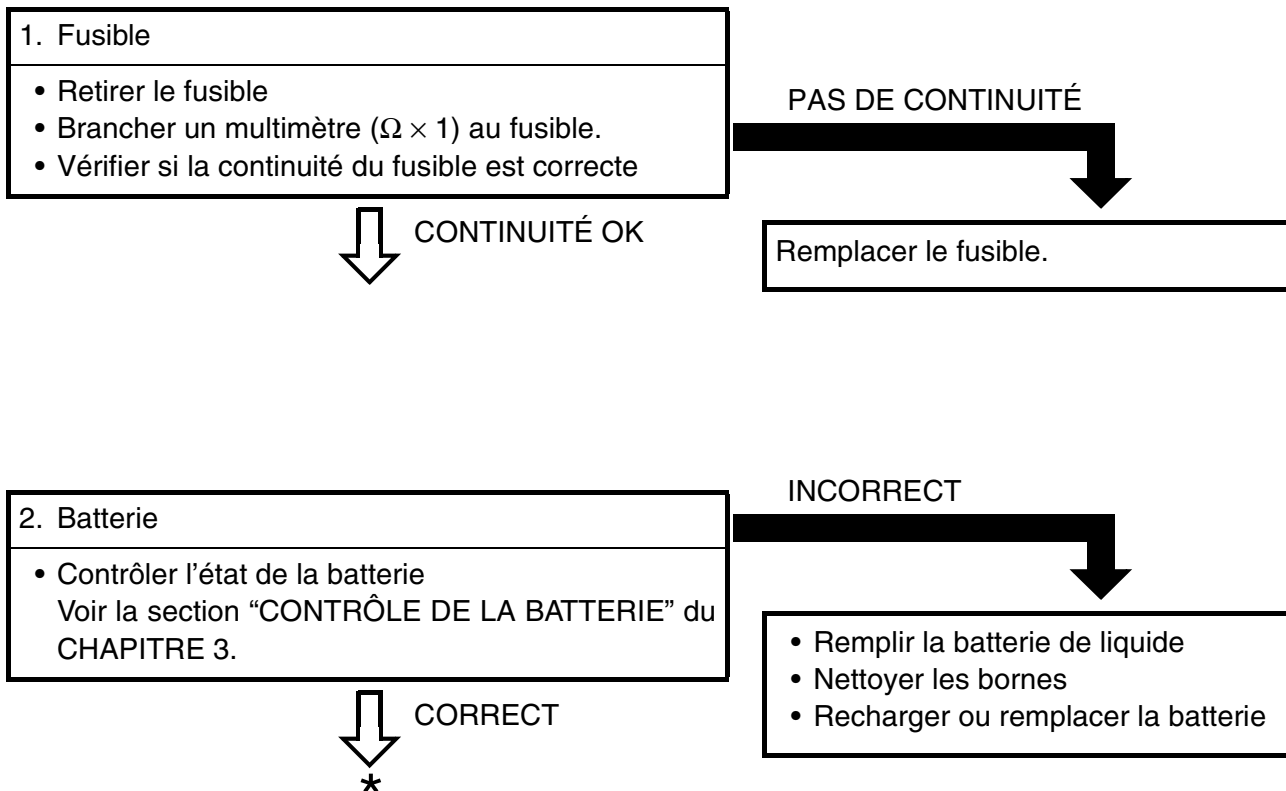 1. Fusible
• Retirer le fusible
• Brancher un multimètre (Ω × 1) au fusible.
• Vérifier si la continuité du fusible est correcte
PAS DE CONTINUITÉ
CONTINUITÉ OK
Remplacer le fusible.
2. Batterie
• Contrôler l’état de la batterie
Voir la section “CONTRÔLE DE LA BATTERIE” du
CHAPITRE 3.
INCORRECT
• Remplir la batterie de liquide
• Nettoyer les bornes
• Recharger ou remplacer la batterie
CORRECT
*